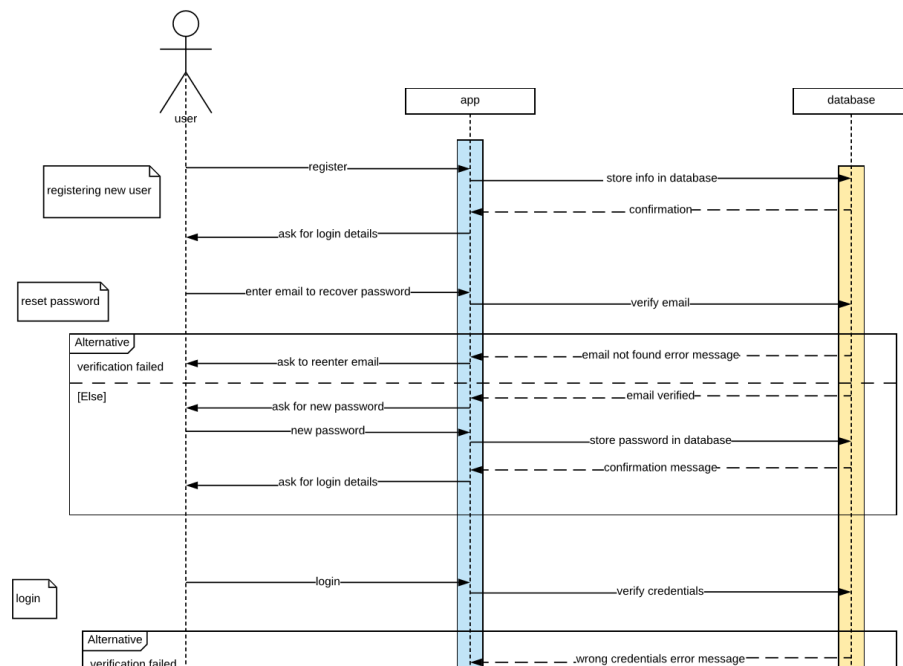 user
app
database
register
registering new user
store info in database
confirmation
ask for login details
enter email to recover password
reset password
verify email
Alternative
verification failed
email not found error message
ask to reenter email
[Else]
email verified
ask for new password
new password
store password in database
confirmation message
ask for login details
login
login
verify credentials
Alternative
verification failed
wrong credentials error message